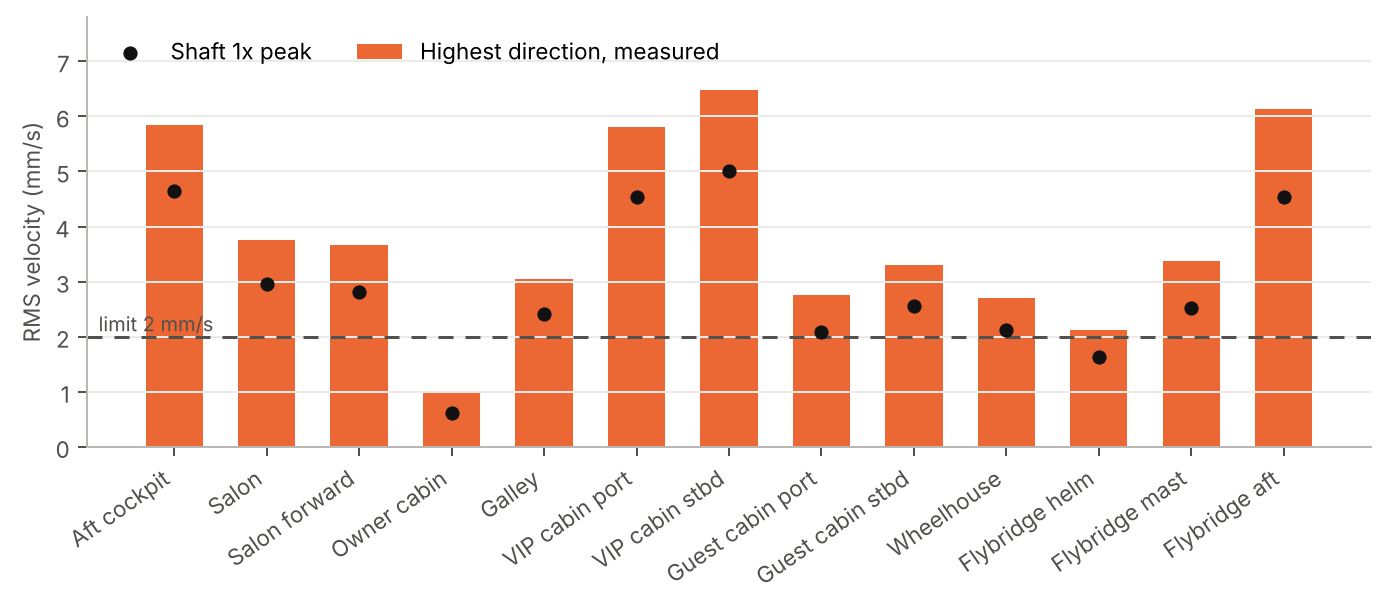 Shaft 1x peak
Highest direction, measured
RMS velocity (mm/s)
7
6
5
4
3
2
1
0
limit 2 mm/s
Aft cockpit
Salon
Salon forward
Owner cabin
Galley
VIP cabin port
VIP cabin stbd
Guest cabin port
Guest cabin stbd
Wheelhouse
Flybridge helm
Flybridge mast
Flybridge aft